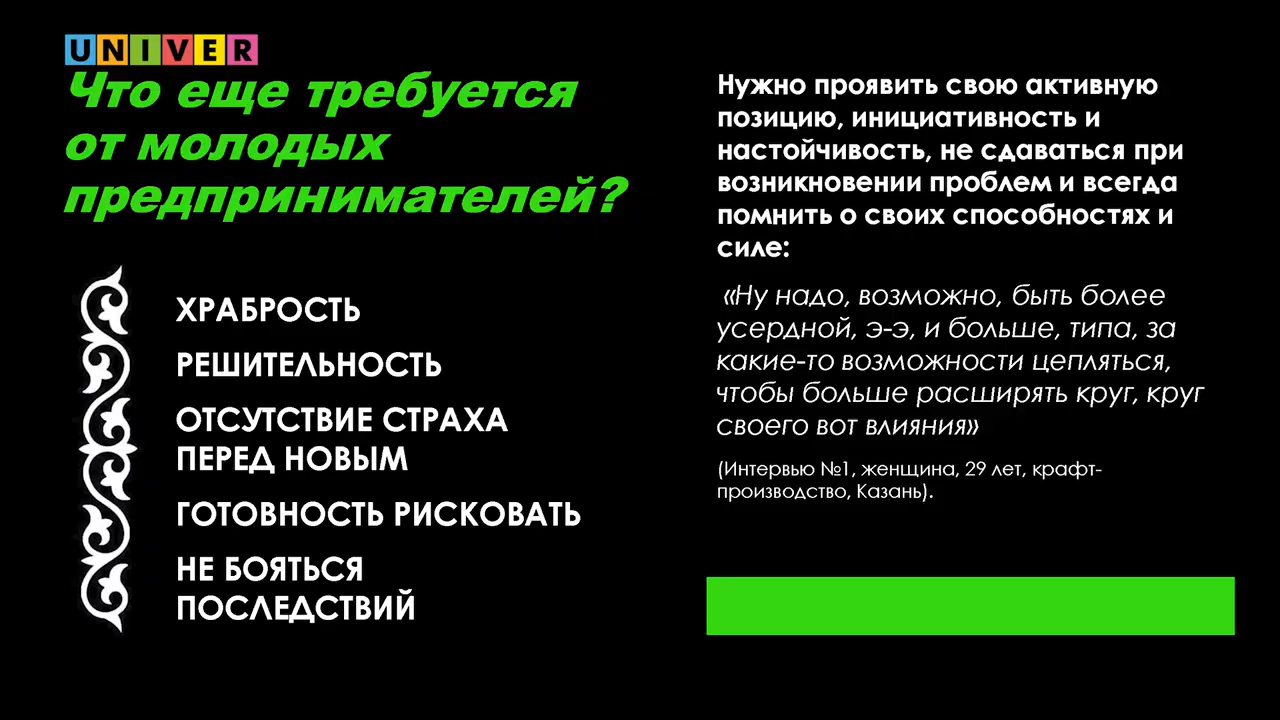 UNIVER
Что еще требуется
от молодых
предпринимателей?
ХРАБРОСТЬ
РЕШИТЕЛЬНОСТЬ
ОТСУТСТВИЕ СТРАХА
ПЕРЕД НОВЫМ
ГОТОВНОСТЬ РИСКОВАТЬ
НЕ БОЯТЬСЯ
ПОСЛЕДСТВИЙ
Нужно проявить свою активную
позицию, инициативность и
настойчивость, не сдаваться при
возникновении проблем и всегда
помнить о своих способностях и
силе:
«Ну надо, возможно, быть более
усердной, э-э, и больше, типа, за
какие-то возможности цепляться,
чтобы больше расширять круг, круг
своего вот влияния»
(Интервью №1, женщина, 29 лет, крафт-
производство, Казань).